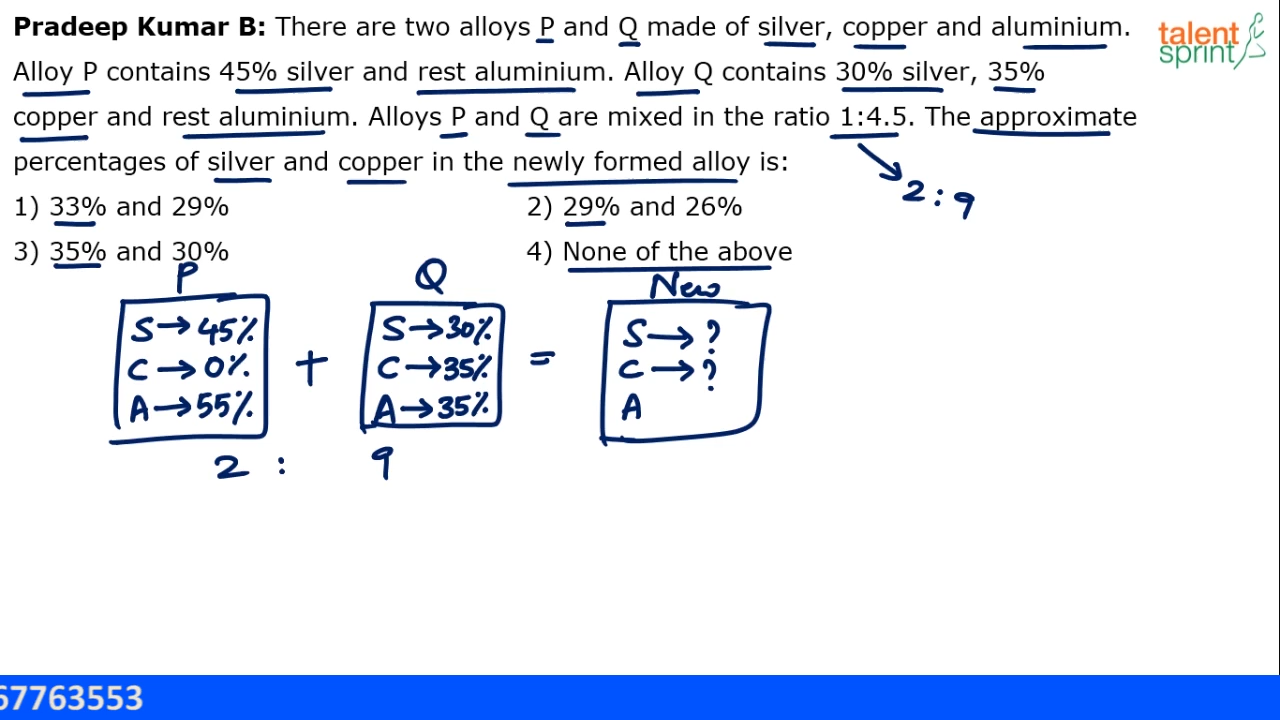 Pradeep Kumar B: There are two alloys P and Q made of silver, copper and aluminium.
talent
sprint
Alloy P contains 45% silver and rest aluminium. Alloy Q contains 30% silver, 35%
copper and rest aluminium. Alloys P and Q are mixed in the ratio 1:4.5. The approximate
percentages of silver and copper in the newly formed alloy is:
2:9
1) 33% and 29%
2) 29% and 26%
3) 35% and 30%
4) None of the above
P Q New
S→45% S→30% S→?
C→0% + C→35% = C→?
A→55% A→35% A
2 : 9
67763553